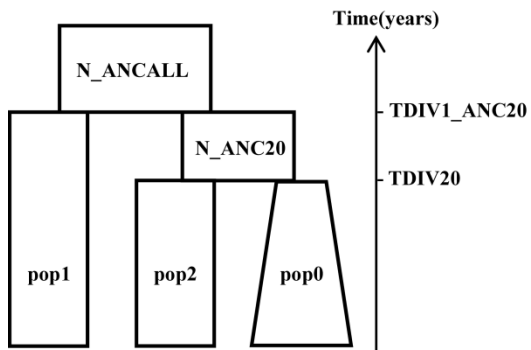 Time(years)
N_ANCALL
TDIV1_ANC20
N_ANC20
TDIV20
pop1
pop2
pop0